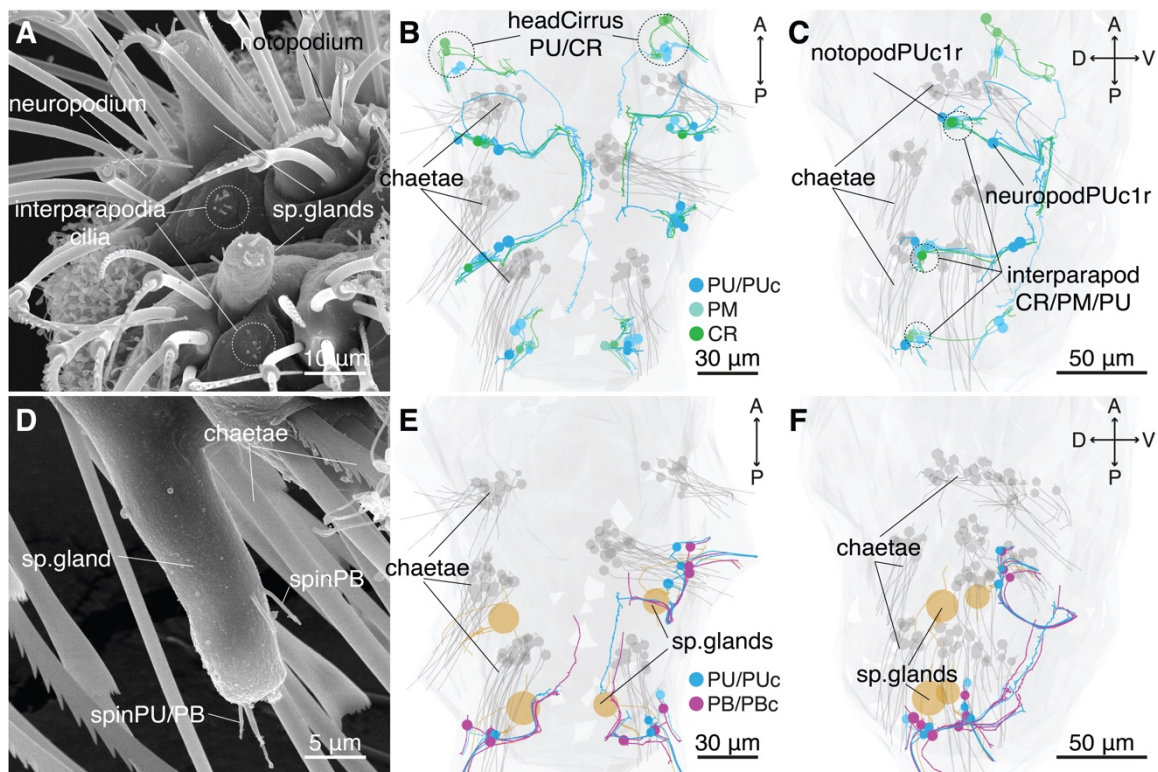 A
notopodium
neuropodium
interparapodia
cilia
sp.glands
10 µm
B
headCirrus
PU/CR
A
P
chaetae
PU/PUc
PM
CR
30 µm
C
notopodPUc1r
A
D
V
P
chaetae
neuropodPUc1r
interparapod
CR/PM/PU
50 µm
D
chaetae
sp.gland
spinPB
spinPU/PB
5 µm
E
A
P
chaetae
sp.glands
PU/PUc
PB/PBc
30 µm
F
A
D
V
P
chaetae
sp.glands
50 µm